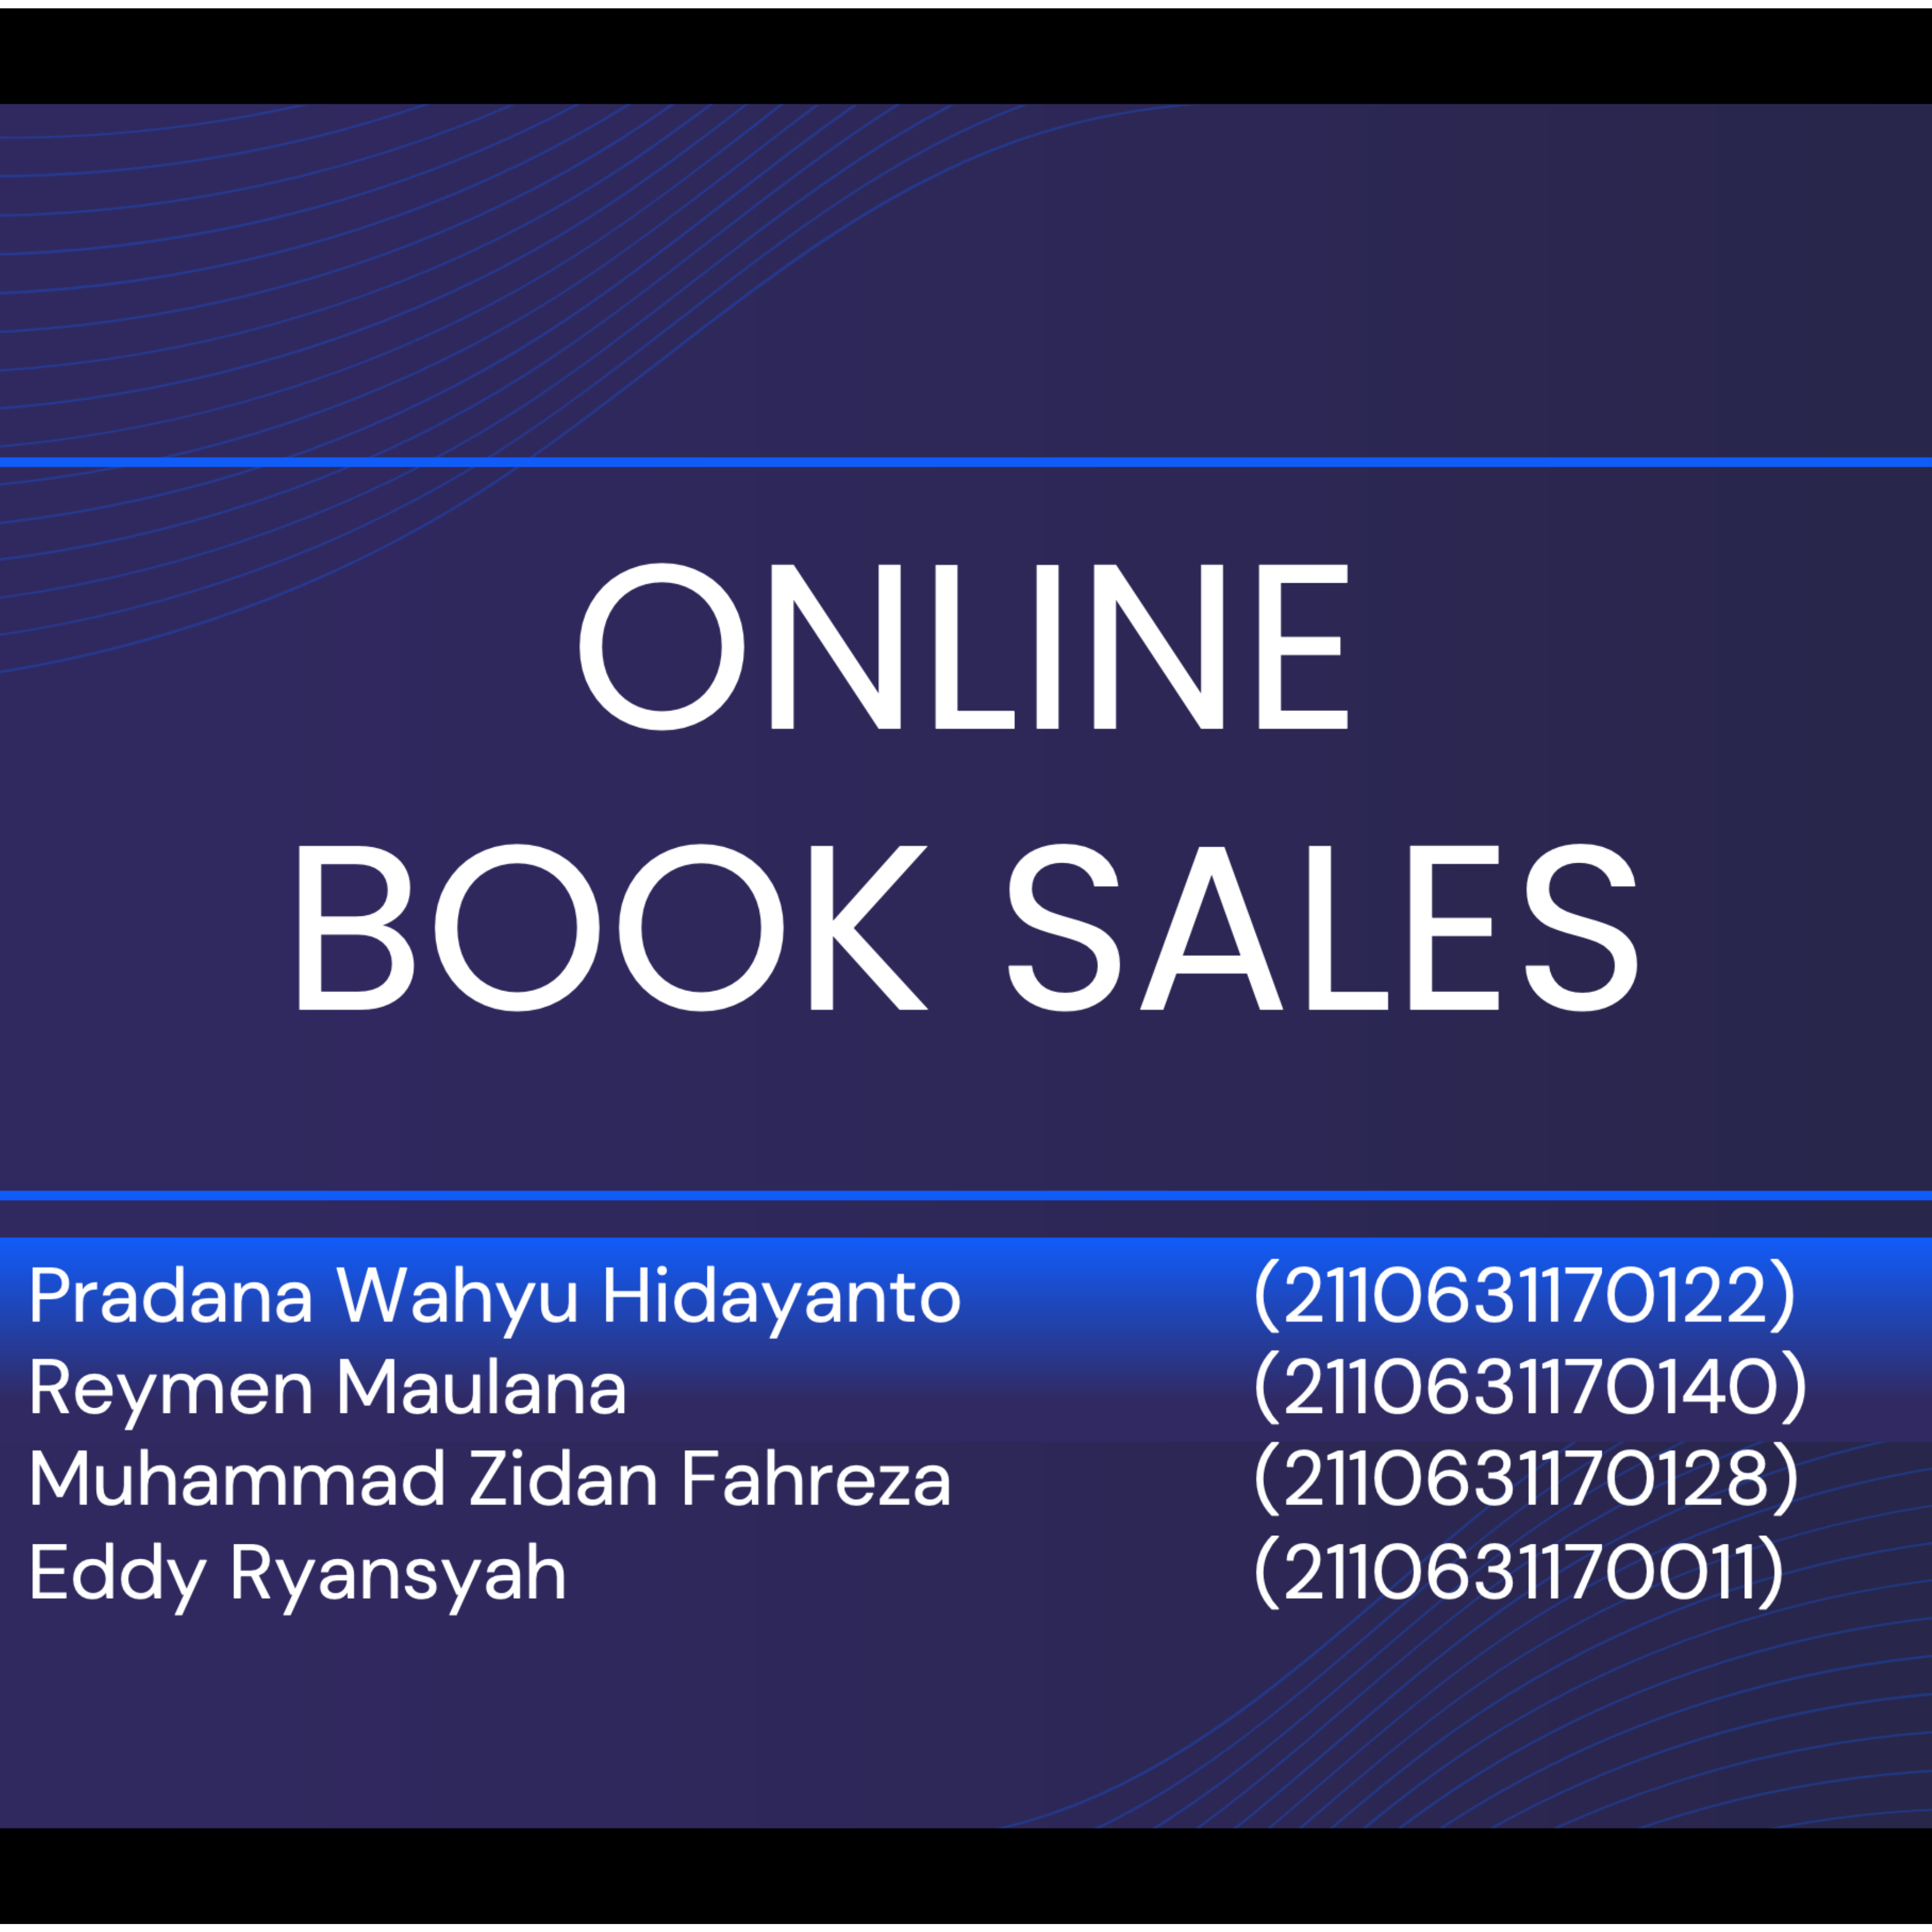 ONLINE
BOOK SALES
Pradana Wahyu Hidayanto (2110631170122)
Reymen Maulana (2110631170140)
Muhammad Zidan Fahreza (2110631170128)
Eddy Ryansyah (2110631170011)